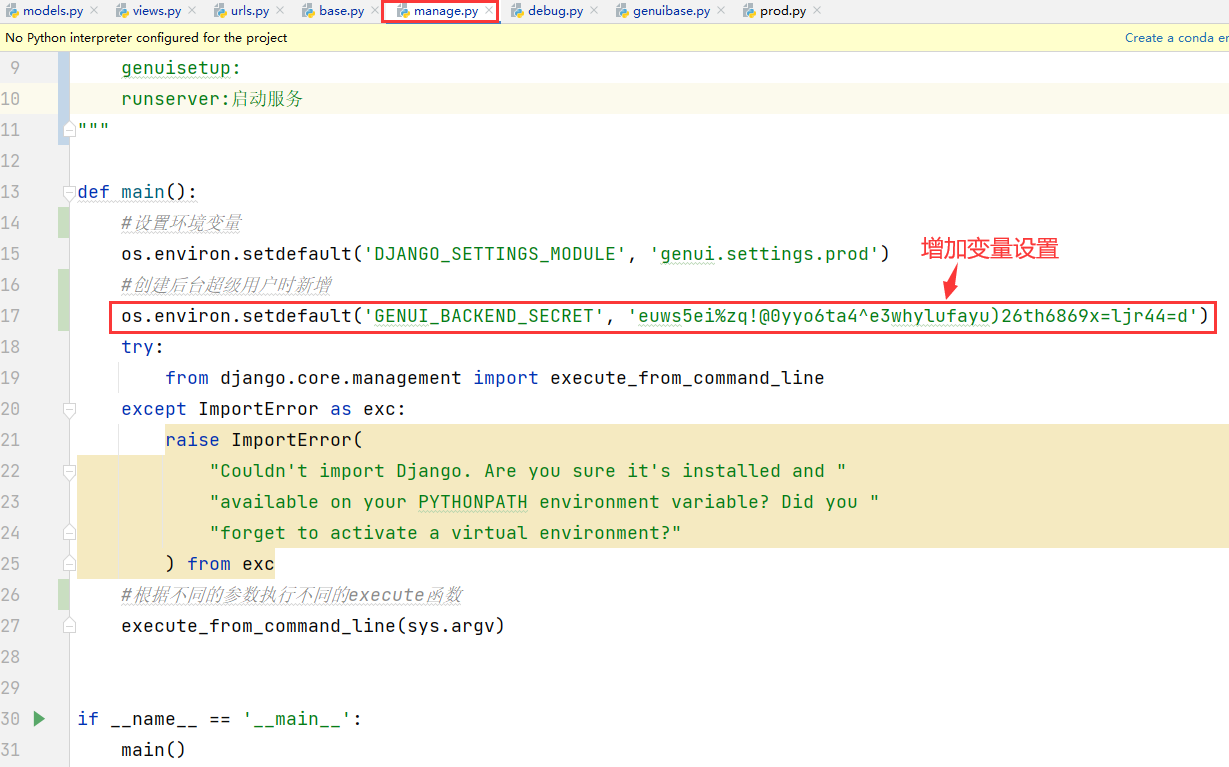 models.py views.py urls.py base.py manage.py debug.py genuibase.py prod.py
No Python interpreter configured for the project Create a conda er
9 genuisetup:
10 runserver:启动服务
11 """
12
13 def main():
14 #设置环境变量
15 os.environ.setdefault('DJANGO_SETTINGS_MODULE', 'genui.settings.prod')
增加变量设置
16 #创建后台超级用户时新增
17 os.environ.setdefault('GENUI_BACKEND_SECRET', 'euws5ei%zq!@0yyo6ta4^e3whylufayu)26th6869x=ljr44=d')
18 try:
19 from django.core.management import execute_from_command_line
20 except ImportError as exc:
21 raise ImportError(
22 "Couldn't import Django. Are you sure it's installed and "
23 "available on your PYTHONPATH environment variable? Did you "
24 "forget to activate a virtual environment?"
25 ) from exc
26 #根据不同的参数执行不同的execute函数
27 execute_from_command_line(sys.argv)
28
29
30 if __name__ == '__main__':
31 main()